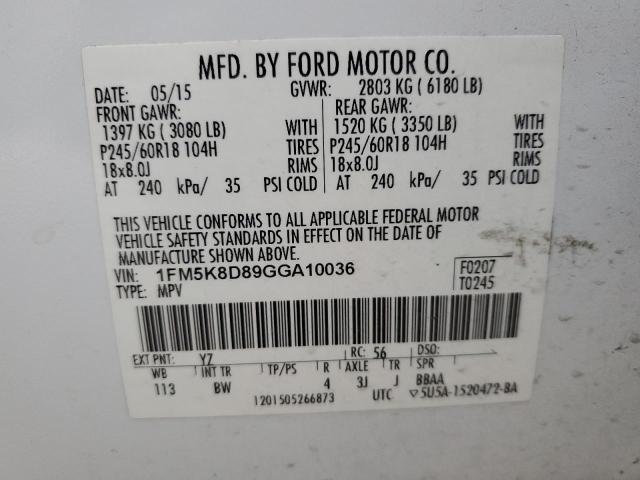 MFD. BY FORD MOTOR CO.
DATE: 05/15 GVWR: 2803 KG ( 6180 LB)
FRONT GAWR: REAR GAWR:
1397 KG ( 3080 LB) WITH 1520 KG ( 3350 LB) WITH
P245/60R18 104H TIRES P245/60R18 104H TIRES
18x8.0J RIMS 18x8.0J RIMS
AT 240 kPa/ 35 PSI COLD AT 240 kPa/ 35 PSI COLD
THIS VEHICLE CONFORMS TO ALL APPLICABLE FEDERAL MOTOR
VEHICLE SAFETY STANDARDS IN EFFECT ON THE DATE OF
MANUFACTURE SHOWN ABOVE.
VIN: 1FM5K8D89GGA10036 F0207
TYPE: MPV T0245
EXT PNT: YZ RC: 56 DSO:
WB INT TR TP/PS R AXLE TR SPR
113 BW 4 3J J BBAA
1201505266873 UTC ▽5U5A-1520472-BA